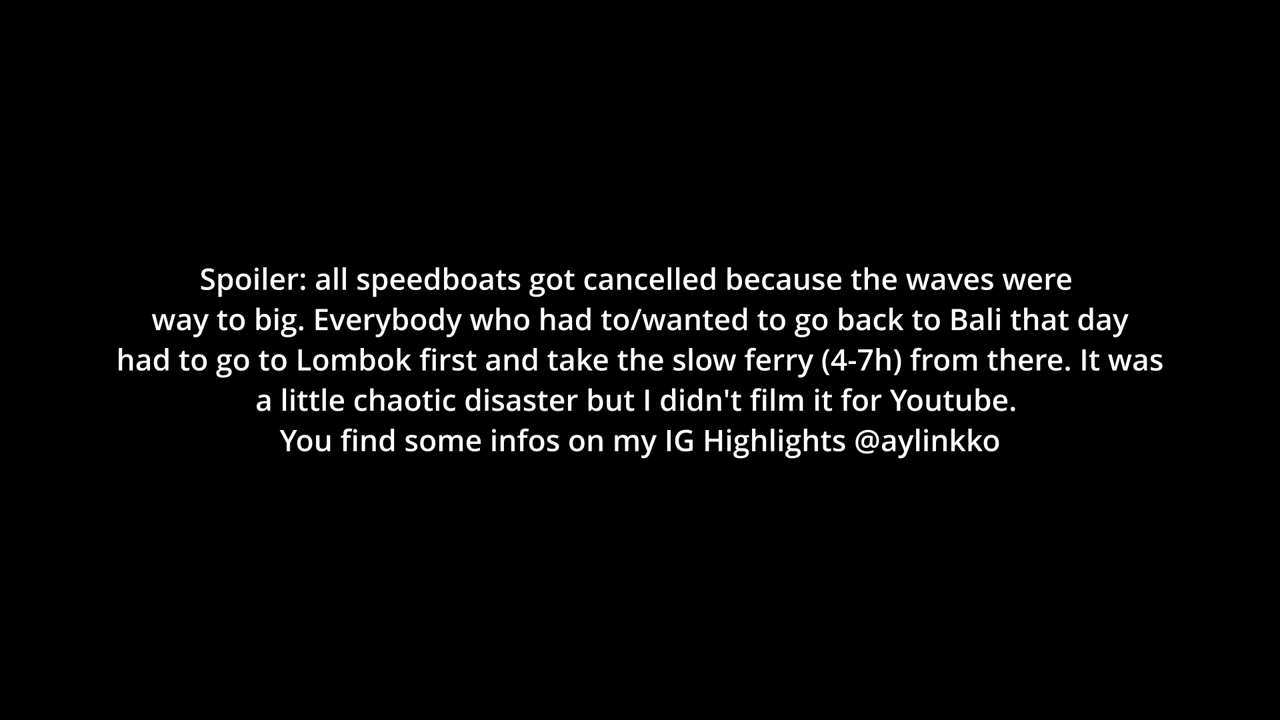 Spoiler: all speedboats got cancelled because the waves were
way to big. Everybody who had to/wanted to go back to Bali that day
had to go to Lombok first and take the slow ferry (4-7h) from there. It was
a little chaotic disaster but I didn't film it for Youtube.
You find some infos on my IG Highlights @aylinkko